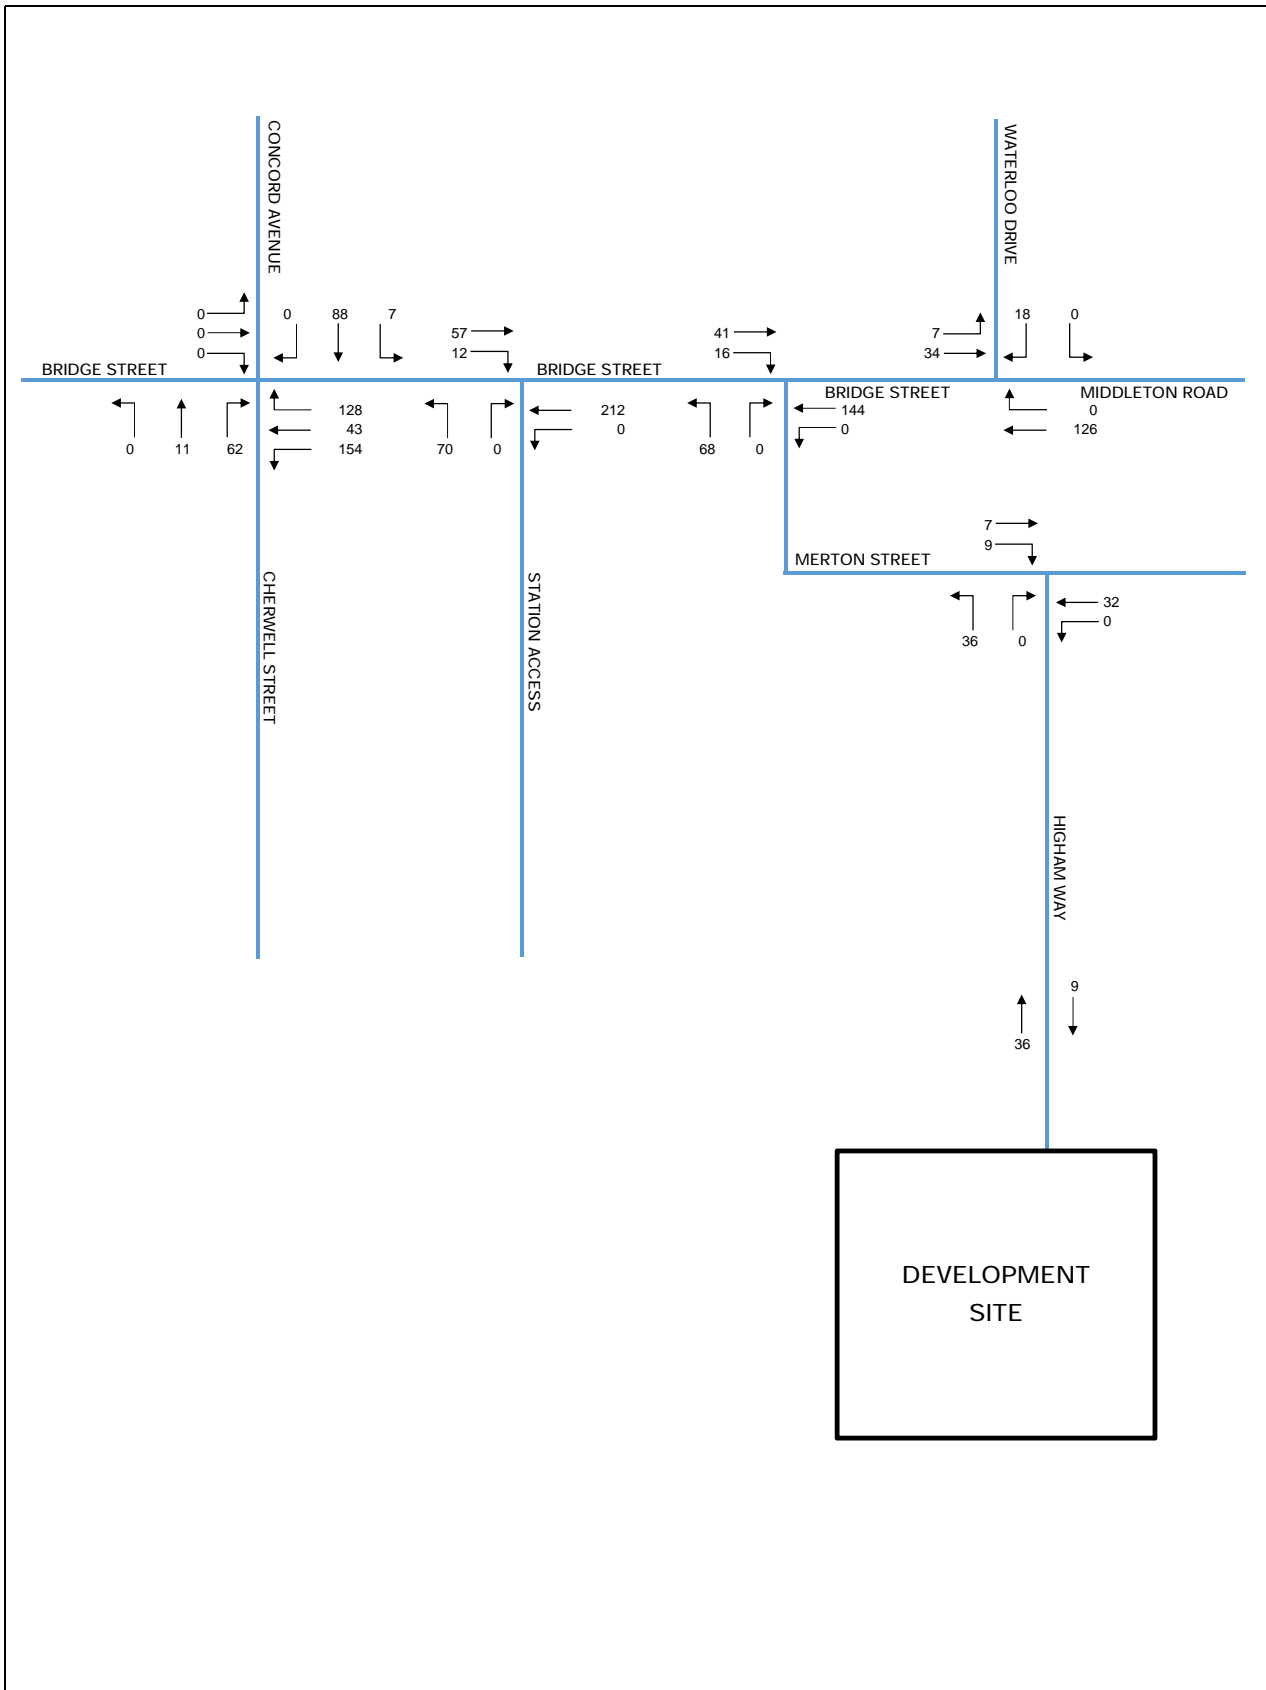 CONCORD AVENUE
WATERLOO DRIVE
0
0
0
0 88 7
57
12
41
16
7
34
18 0
BRIDGE STREET
BRIDGE STREET
BRIDGE STREET
MIDDLETON ROAD
0 11 62
128
43
154
70 0
212
0
68 0
144
0
0
126
7
9
MERTON STREET
36 0
32
0
CHERWELL STREET
STATION ACCESS
HIGHAM WAY
9
36
DEVELOPMENT
SITE